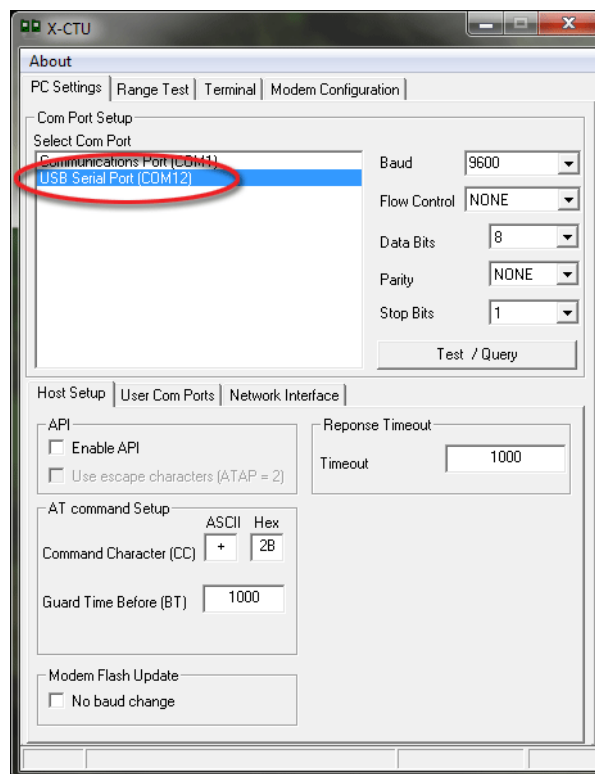 X-CTU
About
PC Settings Range Test Terminal Modem Configuration
Com Port Setup
Select Com Port
Communications Port (COM1)
USB Serial Port (COM12)
Baud 9600
Flow Control NONE
Data Bits 8
Parity NONE
Stop Bits 1
Test / Query
Host Setup User Com Ports Network Interface
API
Enable API
Use escape characters (ATAP = 2)
Reponse Timeout
Timeout 1000
AT command Setup
ASCII Hex
Command Character (CC) + 2B
Guard Time Before (BT) 1000
Modem Flash Update
No baud change